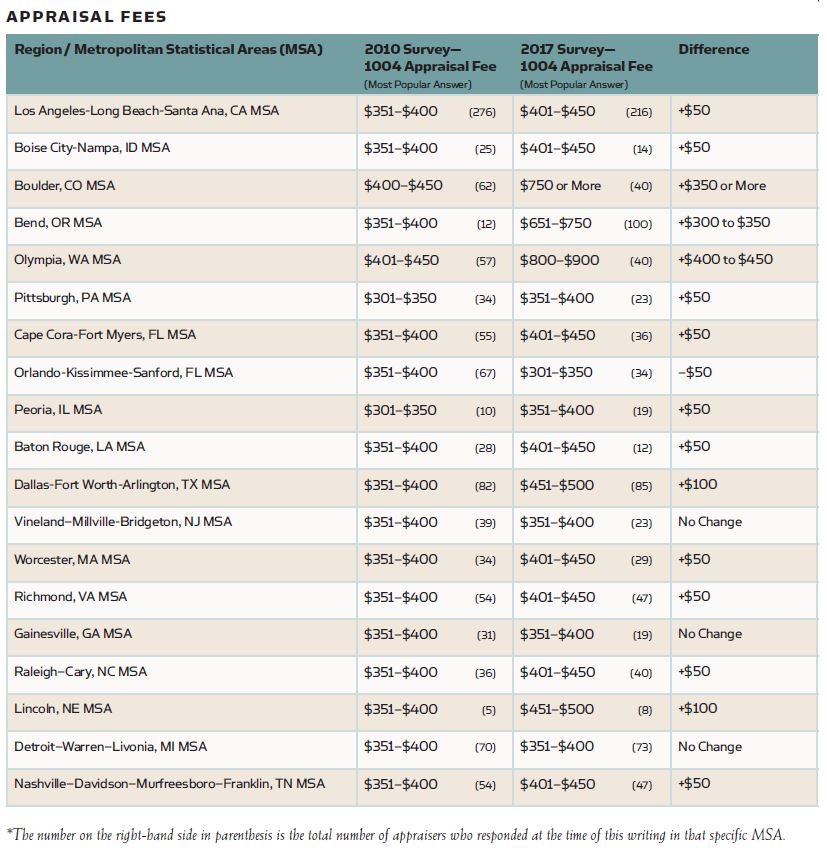 APPRAISAL FEES
Region / Metropolitan Statistical Areas (MSA) 2010 Survey— 2017 Survey— Difference
1004 Appraisal Fee 1004 Appraisal Fee
(Most Popular Answer) (Most Popular Answer)
Los Angeles-Long Beach-Santa Ana, CA MSA $351–$400 (276) $401–$450 (216) +$50
Boise City-Nampa, ID MSA $351–$400 (25) $401–$450 (14) +$50
Boulder, CO MSA $400–$450 (62) $750 or More (40) +$350 or More
Bend, OR MSA $351–$400 (12) $651–$750 (100) +$300 to $350
Olympia, WA MSA $401–$450 (57) $800–$900 (40) +$400 to $450
Pittsburgh, PA MSA $301–$350 (34) $351–$400 (23) +$50
Cape Cora-Fort Myers, FL MSA $351–$400 (55) $401–$450 (36) +$50
Orlando-Kissimmee-Sanford, FL MSA $351–$400 (67) $301–$350 (34) –$50
Peoria, IL MSA $301–$350 (10) $351–$400 (19) +$50
Baton Rouge, LA MSA $351–$400 (28) $401–$450 (12) +$50
Dallas-Fort Worth-Arlington, TX MSA $351–$400 (82) $451–$500 (85) +$100
Vineland–Millville-Bridgeton, NJ MSA $351–$400 (39) $351–$400 (23) No Change
Worcester, MA MSA $351–$400 (34) $401–$450 (29) +$50
Richmond, VA MSA $351–$400 (54) $401–$450 (47) +$50
Gainesville, GA MSA $351–$400 (31) $351–$400 (19) No Change
Raleigh–Cary, NC MSA $351–$400 (36) $401–$450 (40) +$50
Lincoln, NE MSA $351–$400 (5) $451–$500 (8) +$100
Detroit–Warren–Livonia, MI MSA $351–$400 (70) $351–$400 (73) No Change
Nashville–Davidson–Murfreesboro–Franklin, TN MSA $351–$400 (54) $401–$450 (47) +$50
*The number on the right-hand side in parenthesis is the total number of appraisers who responded at the time of this writing in that specific MSA.